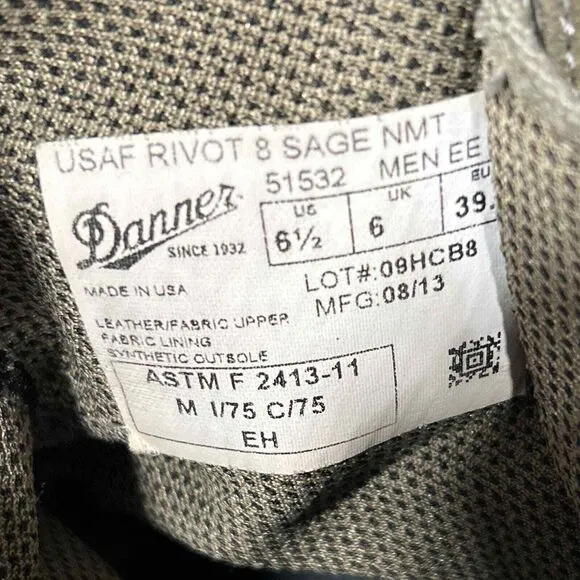 USAF RIVOT 8 SAGE NMT
51532 MEN EE
Danner
SINCE 1932
US UK EU
6½ 6 39.
MADE IN USA
LOT#:09HCB8
MFG:08/13
LEATHER/FABRIC UPPER
FABRIC LINING
SYNTHETIC OUTSOLE
ASTM F 2413-11
M I/75 C/75
EH